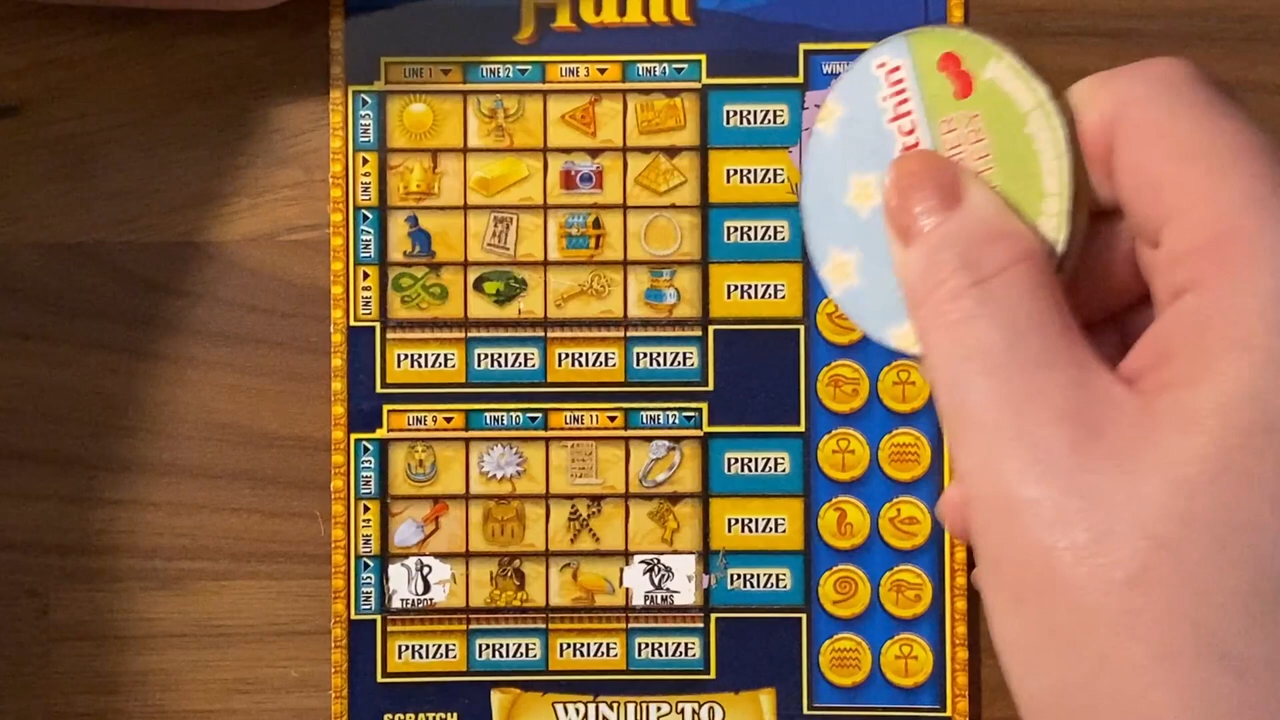 Hunt
LINE 1 LINE 2 LINE 3 LINE 4
LINE 5 PRIZE
LINE 6 PRIZE
LINE 7 PRIZE
LINE 8 PRIZE
PRIZE PRIZE PRIZE PRIZE
LINE 9 LINE 10 LINE 11 LINE 12
LINE 13 PRIZE
LINE 14 PRIZE
LINE 15 TEAPOT PALMS PRIZE
PRIZE PRIZE PRIZE PRIZE
SCRATCH
WIN UP TO
tchin'